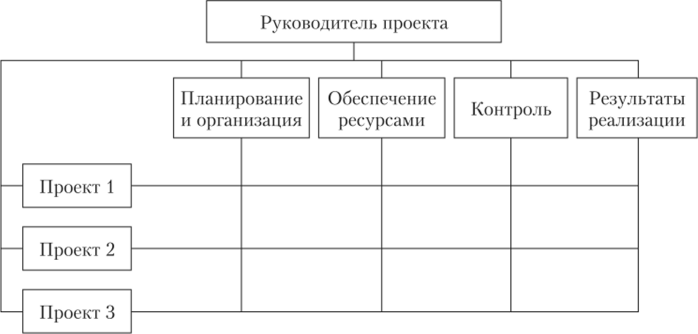 Руководитель проекта
Планирование
и организация
Обеспечение
ресурсами
Контроль
Результаты
реализации
Проект 1
Проект 2
Проект 3